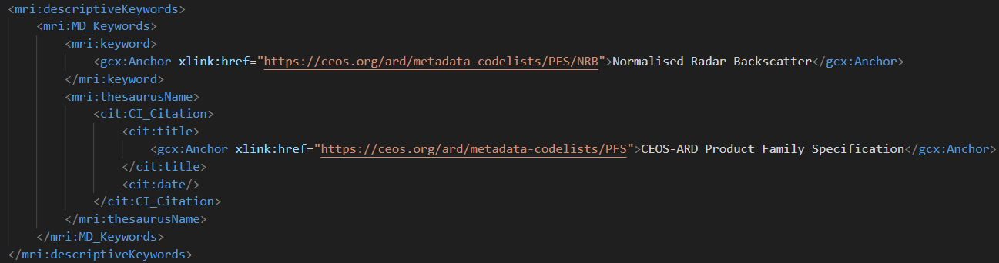 <mri:descriptiveKeywords>
<mri:MD_Keywords>
<mri:keyword>
<gcx:Anchor xlink:href="https://ceos.org/ard/metadata-codelists/PFS/NRB">Normalised Radar Backscatter</gcx:Anchor>
</mri:keyword>
<mri:thesaurusName>
<cit:CI_Citation>
<cit:title>
<gcx:Anchor xlink:href="https://ceos.org/ard/metadata-codelists/PFS">CEOS-ARD Product Family Specification</gcx:Anchor>
</cit:title>
<cit:date/>
</cit:CI_Citation>
</mri:thesaurusName>
</mri:MD_Keywords>
</mri:descriptiveKeywords>